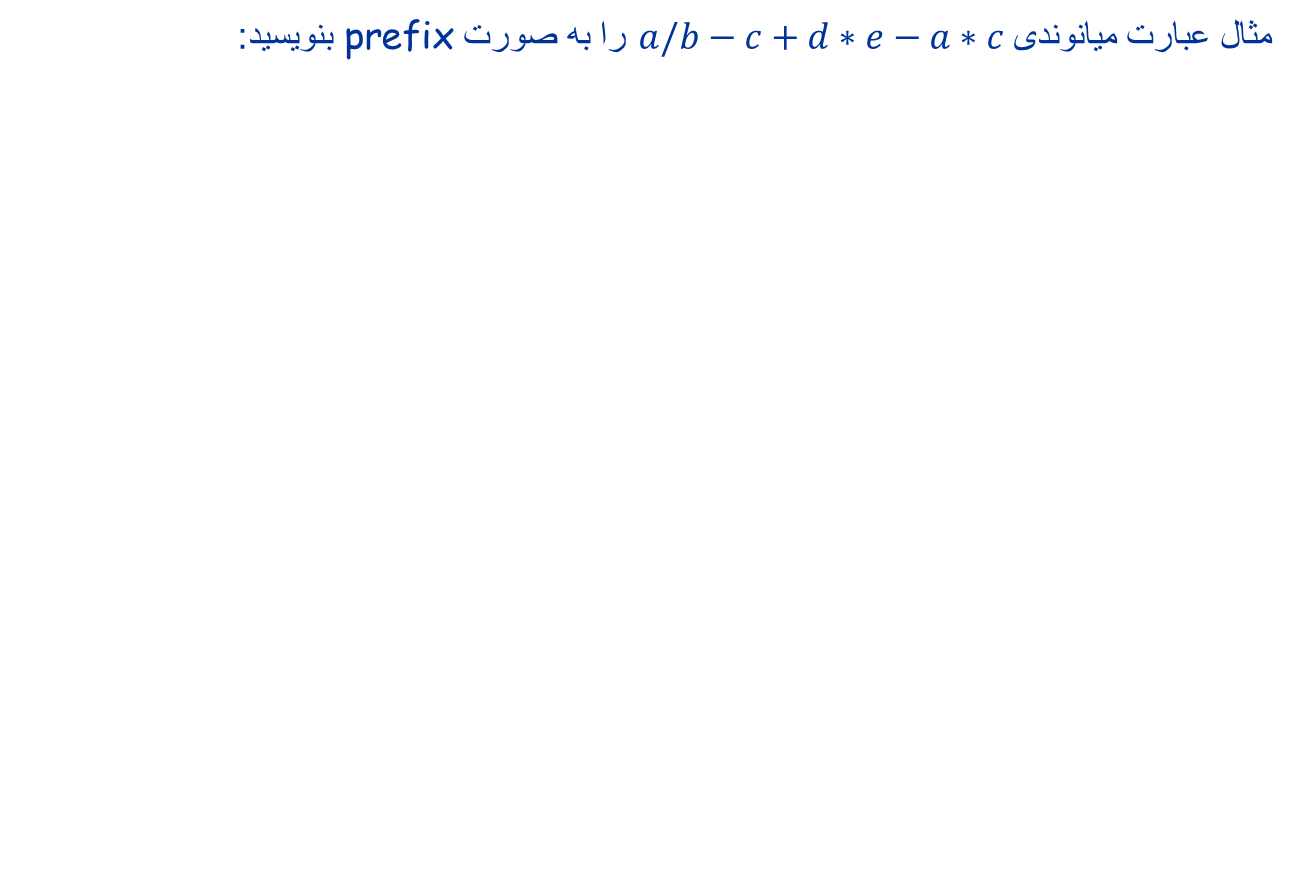 مثال عبارت میانوندی a/b − c + d ∗ e − a ∗ c را به صورت prefix بنویسید: